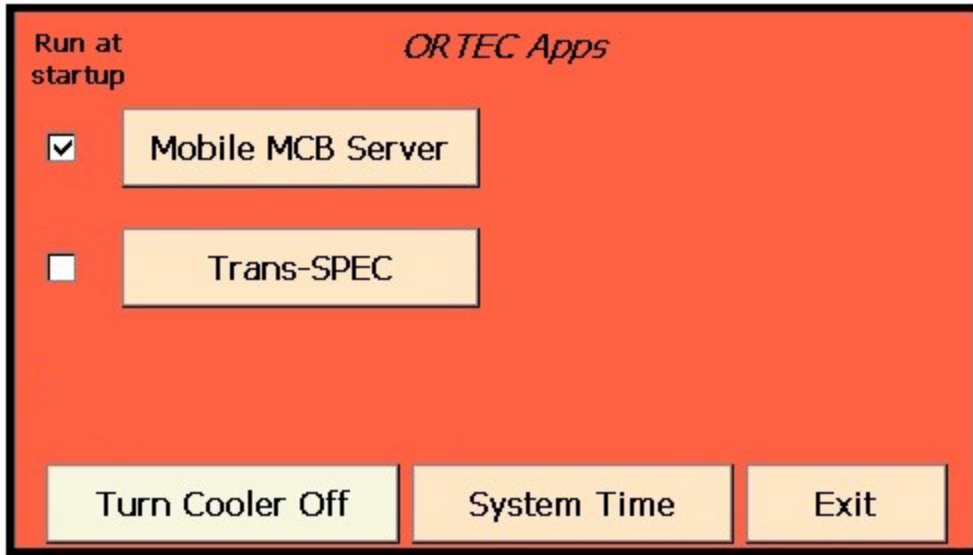 Run at
startup
ORTEC Apps
Mobile MCB Server
Trans-SPEC
Turn Cooler Off
System Time
Exit